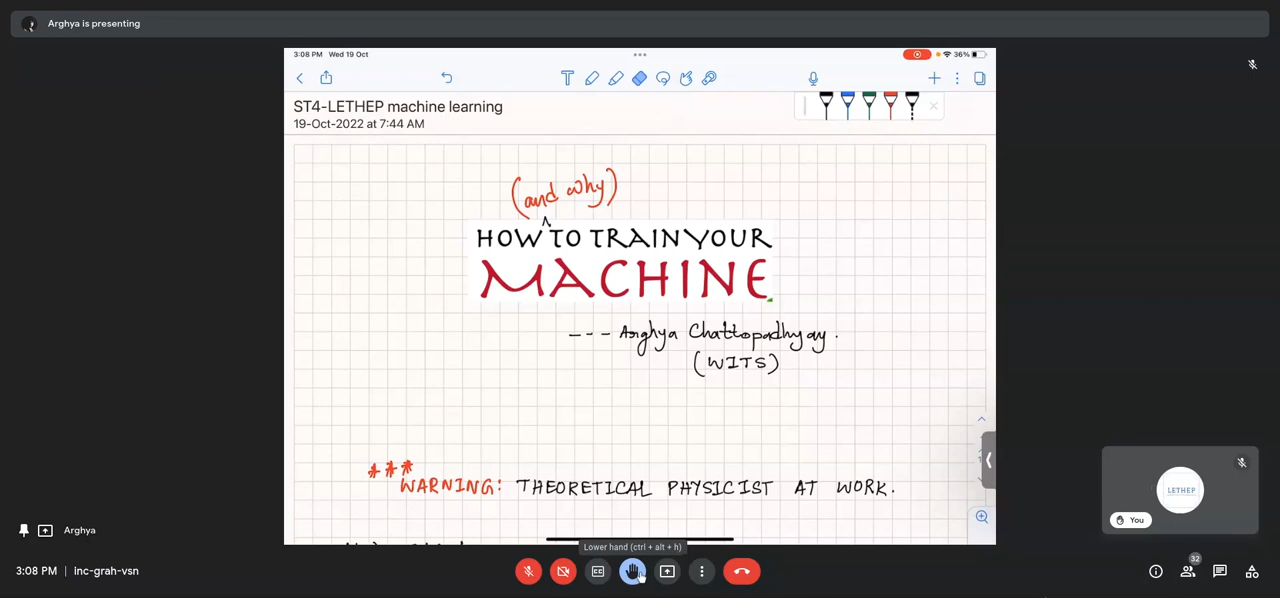 Arghya is presenting
3:08 PM Wed 19 Oct
36%
ST4-LETHEP machine learning
19-Oct-2022 at 7:44 AM
(and why)
HOW TO TRAIN YOUR
MACHINE
--- Arghya Chattopadhyay.
(WITS)
*** WARNING: THEORETICAL PHYSICIST AT WORK.
LETHEP
You
Arghya
Lower hand (ctrl + alt + h)
3:08 PM | lnc-grah-vsn
32